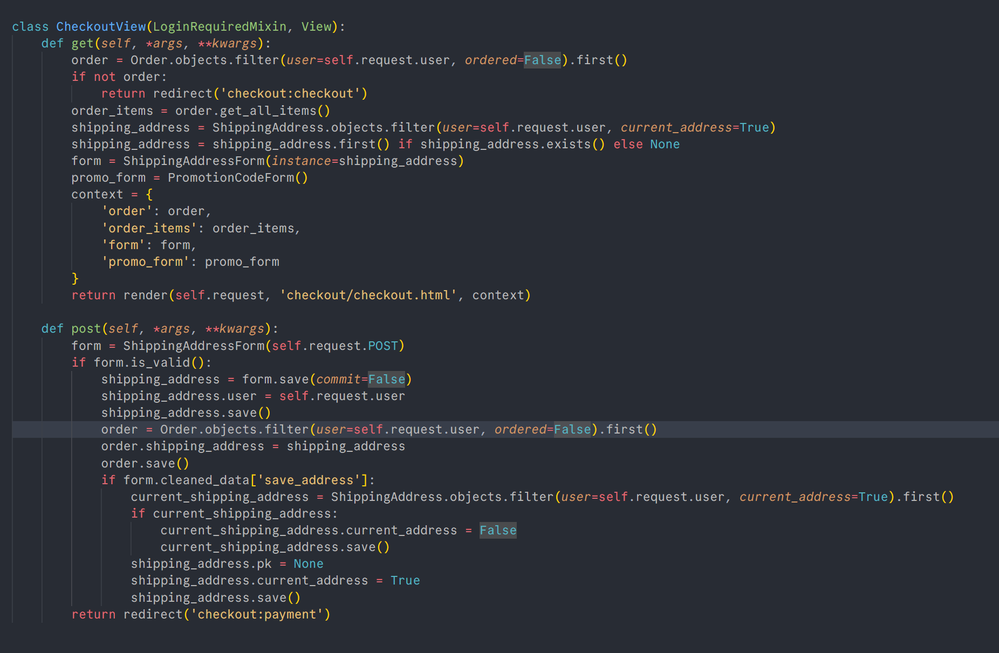 class CheckoutView(LoginRequiredMixin, View):
    def get(self, *args, **kwargs):
        order = Order.objects.filter(user=self.request.user, ordered=False).first()
        if not order:
            return redirect('checkout:checkout')
        order_items = order.get_all_items()
        shipping_address = ShippingAddress.objects.filter(user=self.request.user, current_address=True)
        shipping_address = shipping_address.first() if shipping_address.exists() else None
        form = ShippingAddressForm(instance=shipping_address)
        promo_form = PromotionCodeForm()
        context = {
            'order': order,
            'order_items': order_items,
            'form': form,
            'promo_form': promo_form
        }
        return render(self.request, 'checkout/checkout.html', context)

    def post(self, *args, **kwargs):
        form = ShippingAddressForm(self.request.POST)
        if form.is_valid():
            shipping_address = form.save(commit=False)
            shipping_address.user = self.request.user
            shipping_address.save()
            order = Order.objects.filter(user=self.request.user, ordered=False).first()
            order.shipping_address = shipping_address
            order.save()
            if form.cleaned_data['save_address']:
                current_shipping_address = ShippingAddress.objects.filter(user=self.request.user, current_address=True).first()
                if current_shipping_address:
                    current_shipping_address.current_address = False
                    current_shipping_address.save()
                shipping_address.pk = None
                shipping_address.current_address = True
                shipping_address.save()
        return redirect('checkout:payment')